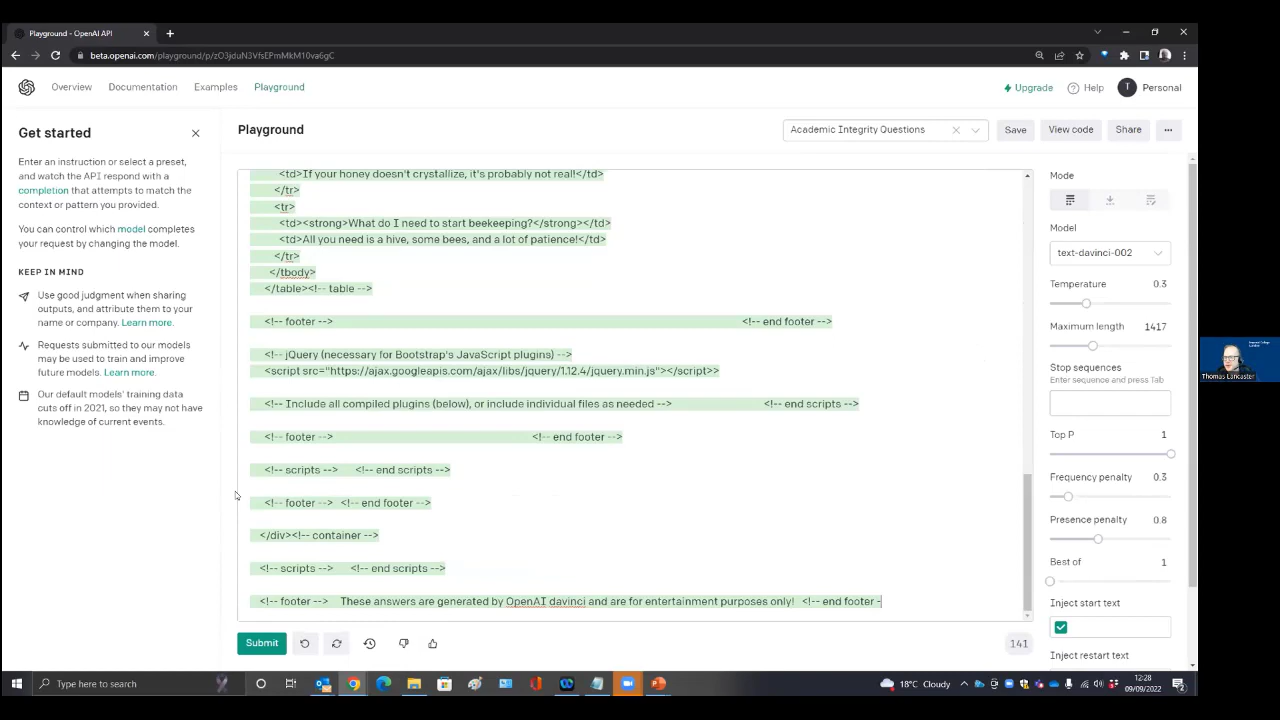 Playground - OpenAI API
beta.openai.com/playground/p/zO3jduN3VfsEPmMkM10va6gC
Overview Documentation Examples Playground
Upgrade Help T Personal
Get started
Enter an instruction or select a preset,
and watch the API respond with a
completion that attempts to match the
context or pattern you provided.
You can control which model completes
your request by changing the model.
KEEP IN MIND
Use good judgment when sharing
outputs, and attribute them to your
name or company. Learn more.
Requests submitted to our models
may be used to train and improve
future models. Learn more.
Our default models' training data
cuts off in 2021, so they may not have
knowledge of current events.
Playground
Academic Integrity Questions
Save View code Share ...
<td>If your honey doesn't crystallize, it's probably not real!</td>
</tr>
<tr>
<td><strong>What do I need to start beekeeping?</strong></td>
<td>All you need is a hive, some bees, and a lot of patience!</td>
</tr>
</tbody>
</table><!-- table -->
<!-- footer --> <!-- end footer -->
<!-- jQuery (necessary for Bootstrap's JavaScript plugins) -->
<script src="https://ajax.googleapis.com/ajax/libs/jquery/1.12.4/jquery.min.js"></script>>
<!-- Include all compiled plugins (below), or include individual files as needed --> <!-- end scripts -->
<!-- footer --> <!-- end footer -->
<!-- scripts --> <!-- end scripts -->
<!-- footer --> <!-- end footer -->
</div><!-- container -->
<!-- scripts --> <!-- end scripts -->
<!-- footer --> These answers are generated by OpenAI davinci and are for entertainment purposes only! <!-- end footer -
Submit
141
Mode
Model
text-davinci-002
Temperature 0.3
Maximum length 1417
Stop sequences
Enter sequence and press Tab
Top P 1
Frequency penalty 0.3
Presence penalty 0.8
Best of 1
Inject start text
Inject restart text
Thomas Lancaster
Type here to search
18°C Cloudy
12:28
09/09/2022
2